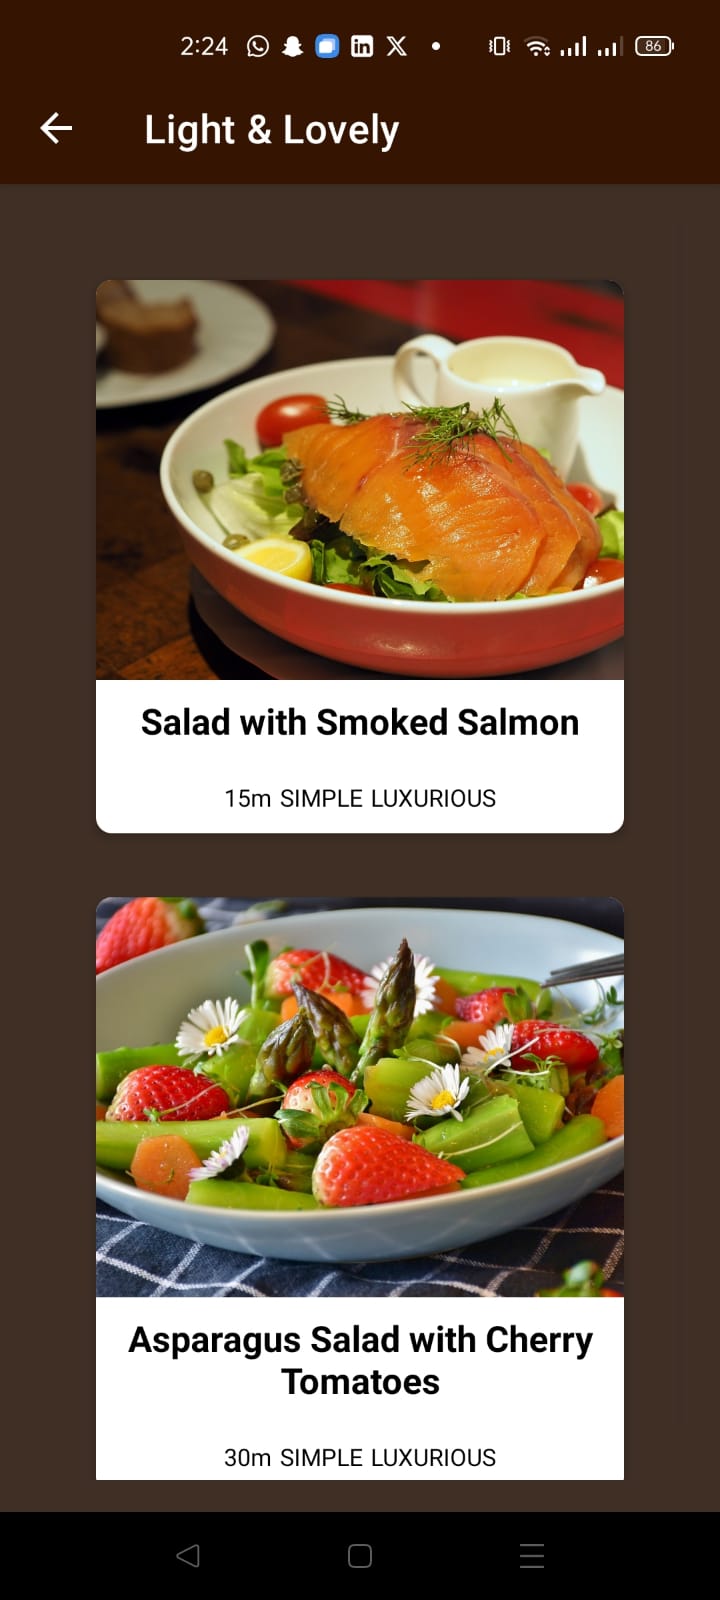 2:24
86
Light & Lovely
Salad with Smoked Salmon
15m SIMPLE LUXURIOUS
Asparagus Salad with Cherry
Tomatoes
30m SIMPLE LUXURIOUS